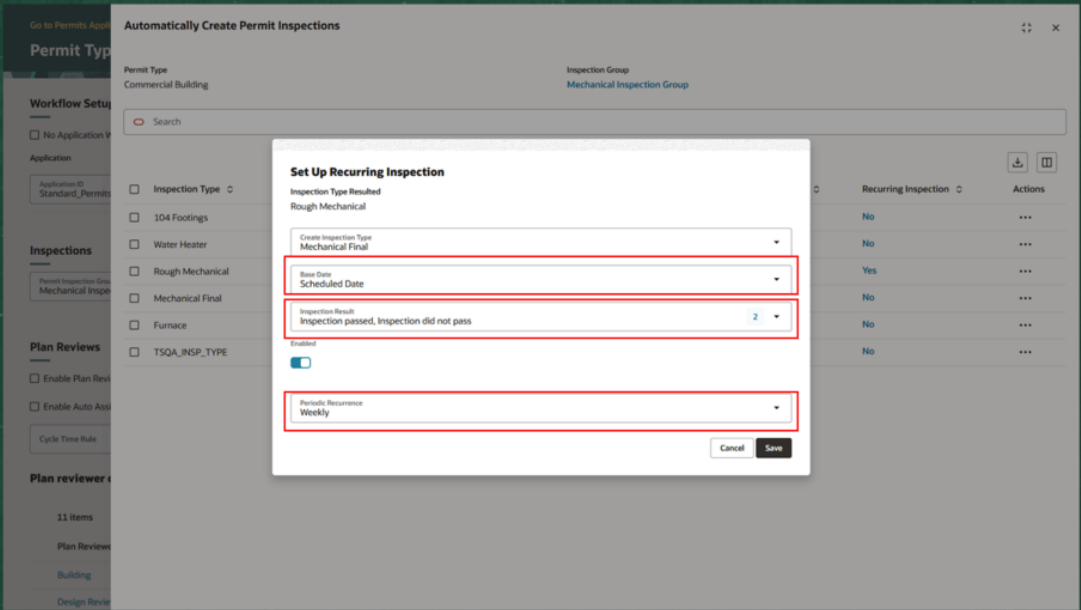 Go to Permits Appli
Automatically Create Permit Inspections
Permit Typ
Permit Type
Inspection Group
Commercial Building
Mechanical Inspection Group
Workflow Setup
Search
No Application W
Application
Application ID
Standard_Permits
Inspections
Permit Inspection Grou
Mechanical Inspe
Plan Reviews
Enable Plan Revi
Enable Auto Assi
Cycle Time Rule
Plan reviewer
11 items
Plan Reviewe
Building
Design Revie
Inspection Type
Recurring Inspection
Actions
104 Footings
No
Water Heater
No
Rough Mechanical
Yes
Mechanical Final
No
Furnace
No
TSQA_INSP_TYPE
No
Set Up Recurring Inspection
Inspection Type Resulted
Rough Mechanical
Create Inspection Type
Mechanical Final
Base Date
Scheduled Date
Inspection Result
Inspection passed, Inspection did not pass
2
Enabled
Periodic Recurrence
Weekly
Cancel
Save